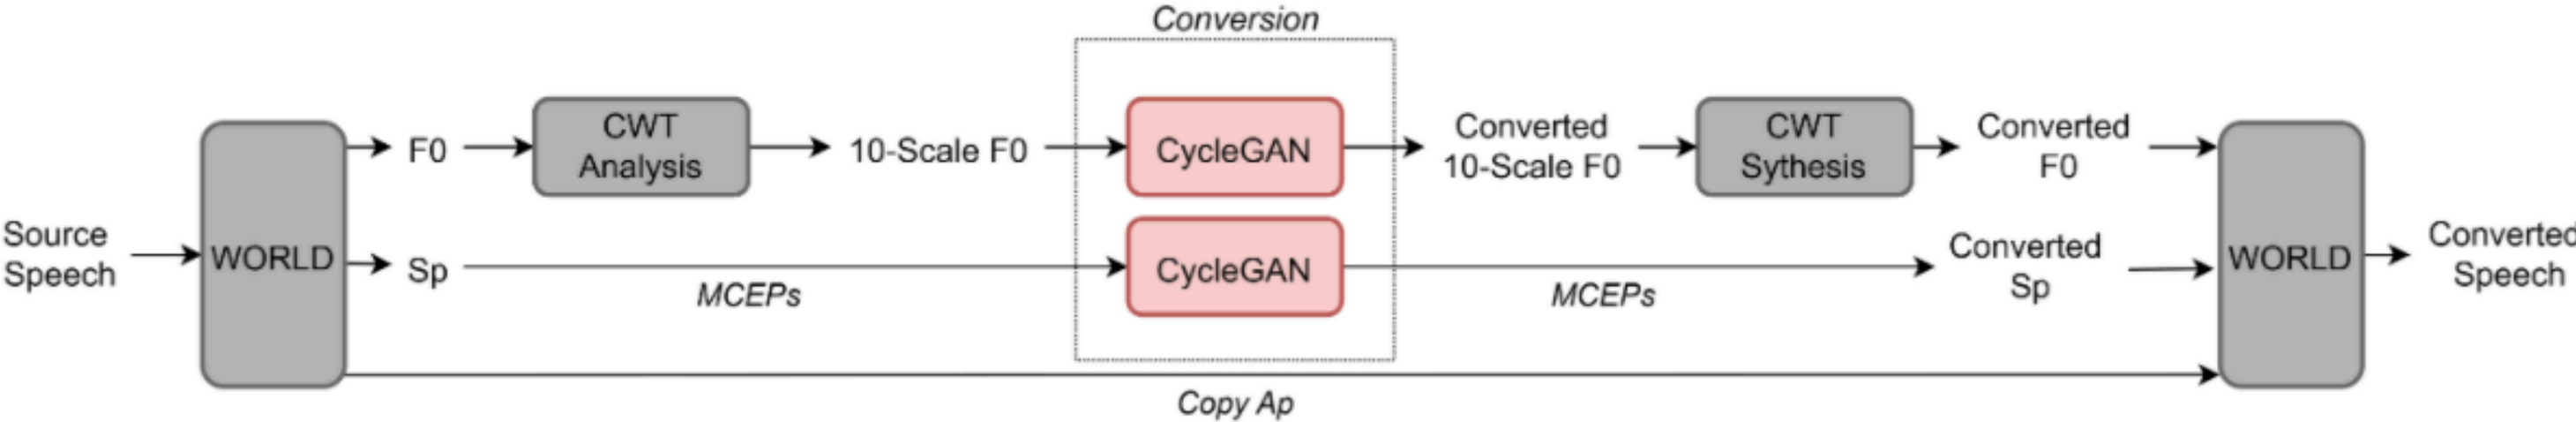 Conversion
Source
Speech
WORLD
F0
CWT
Analysis
10-Scale F0
CycleGAN
Converted
10-Scale F0
CWT
Sythesis
Converted
F0
Sp
MCEPs
CycleGAN
MCEPs
Converted
Sp
WORLD
Converted
Speech
Copy Ap